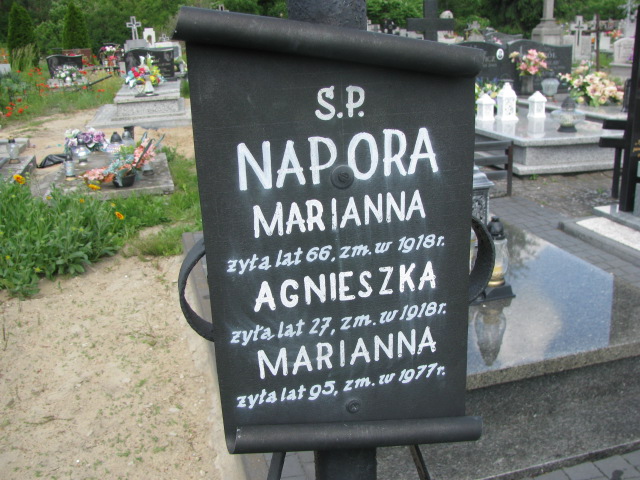 S.P.
NAPORA
MARIANNA
żyła lat 66, zm. w 1918r.
AGNIESZKA
żyła lat 27, zm. w 1918r.
MARIANNA
żyła lat 95, zm. w 1977r.